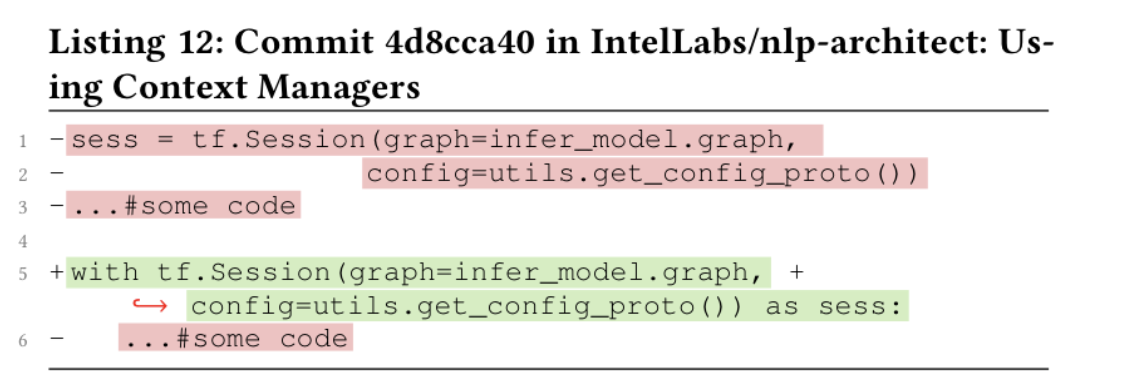 Listing 12: Commit 4d8cca40 in IntelLabs/nlp-architect: Us-
ing Context Managers
1 −sess = tf.Session(graph=infer_model.graph,
2 − config=utils.get_config_proto())
3 −...#some code
4
5 +with tf.Session(graph=infer_model.graph, +
↪ config=utils.get_config_proto()) as sess:
6 − ...#some code